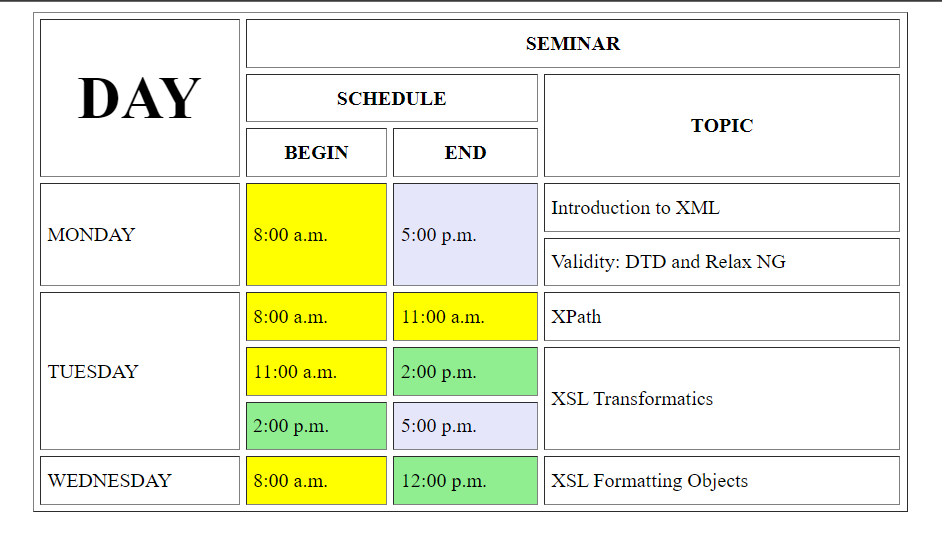 DAY
SEMINAR
SCHEDULE
TOPIC
BEGIN
END
MONDAY
8:00 a.m.
5:00 p.m.
Introduction to XML
Validity: DTD and Relax NG
TUESDAY
8:00 a.m.
11:00 a.m.
XPath
11:00 a.m.
2:00 p.m.
XSL Transformatics
2:00 p.m.
5:00 p.m.
WEDNESDAY
8:00 a.m.
12:00 p.m.
XSL Formatting Objects